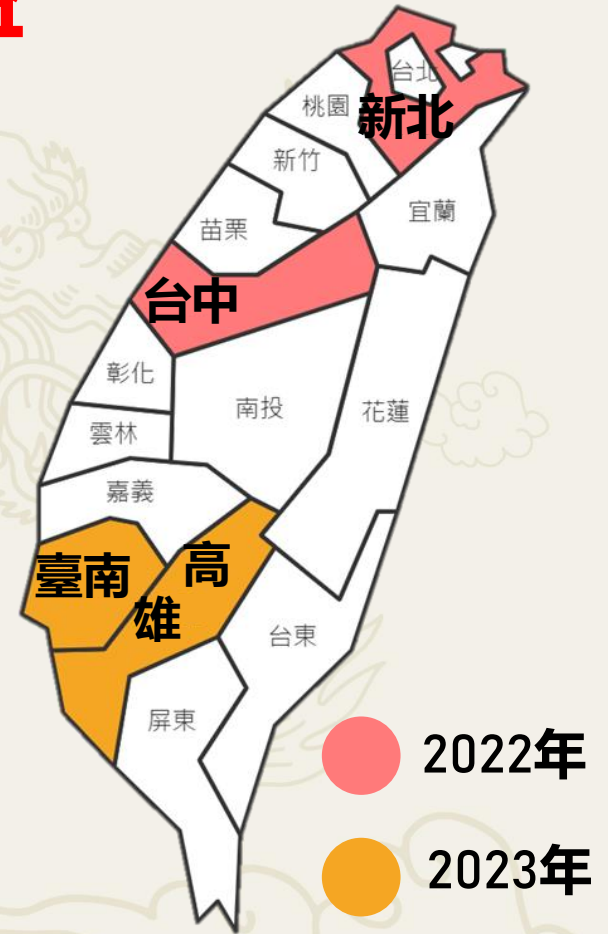 台北
桃園
新北
新竹
宜蘭
苗栗
台中
彰化
南投
花蓮
雲林
嘉義
臺南
高
雄
台東
屏東
2022年
2023年